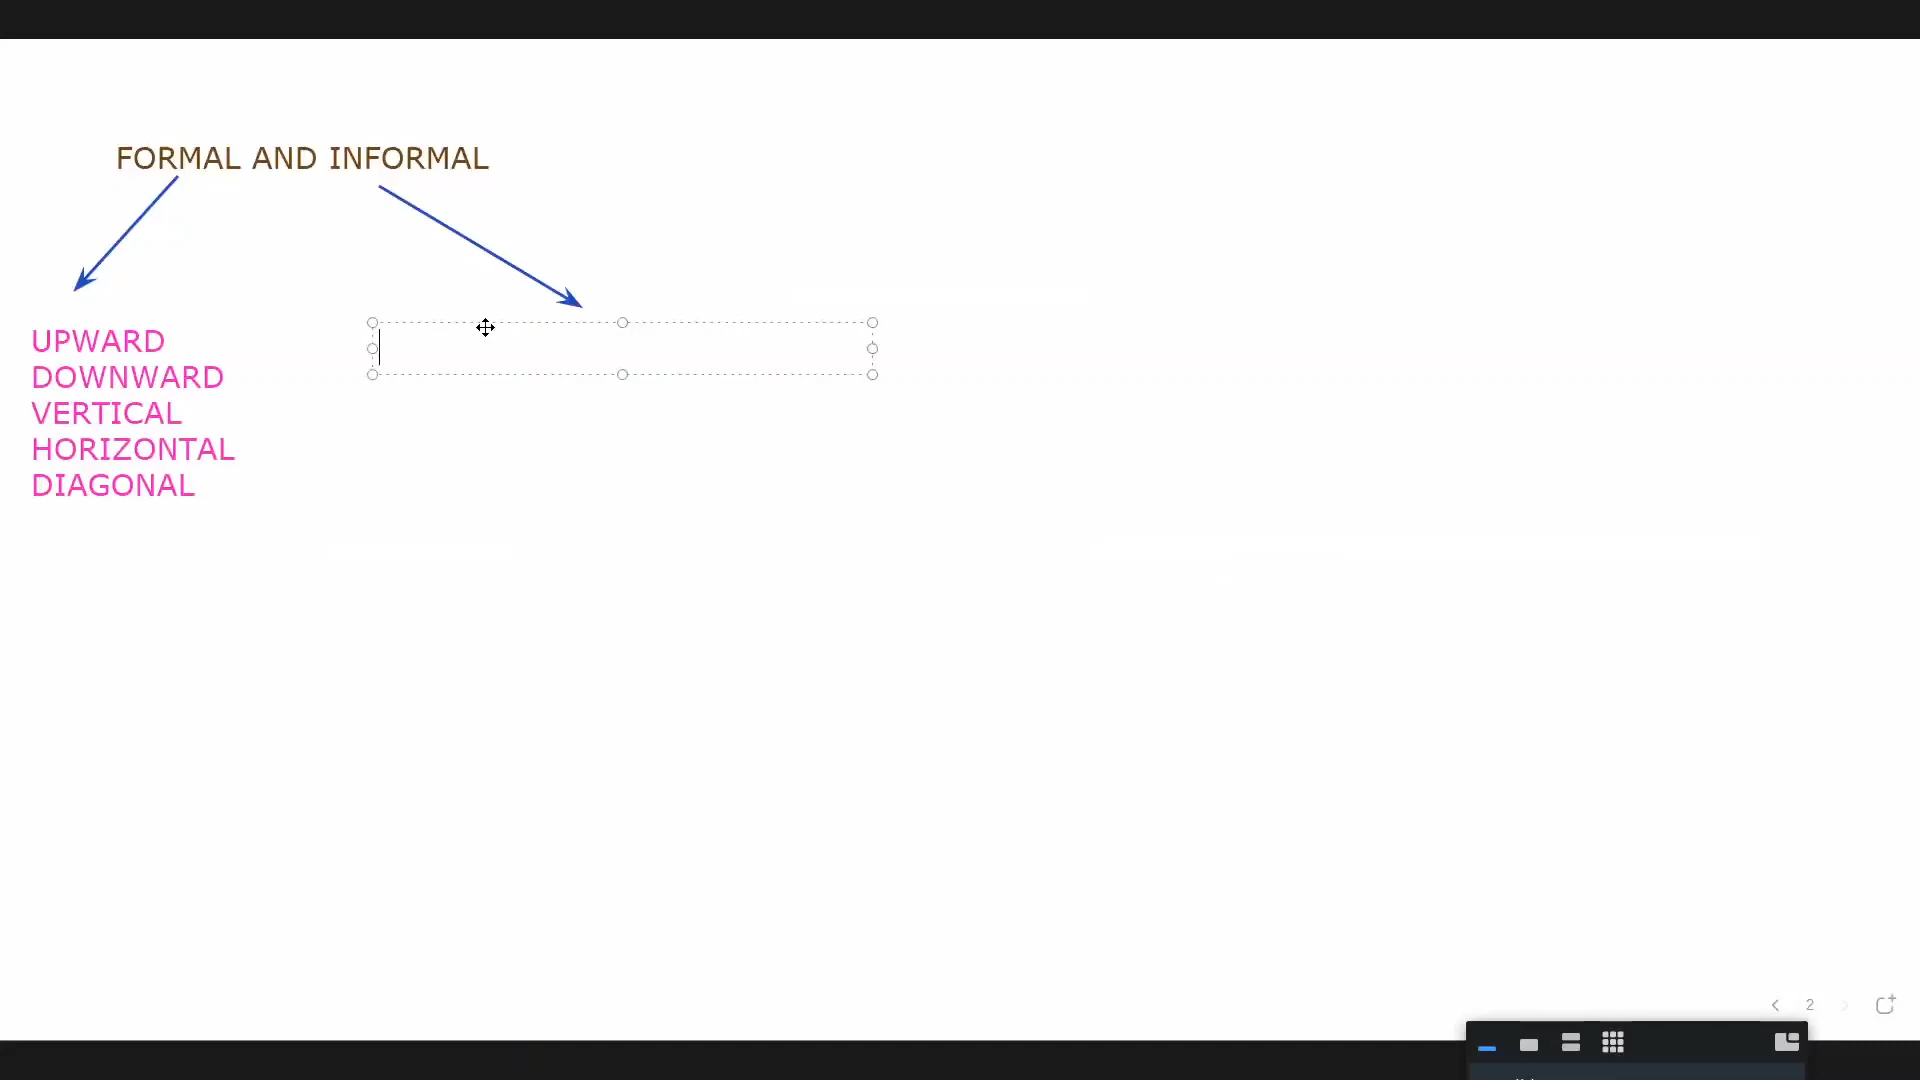 FORMAL AND INFORMAL
UPWARD
DOWNWARD
VERTICAL
HORIZONTAL
DIAGONAL
2